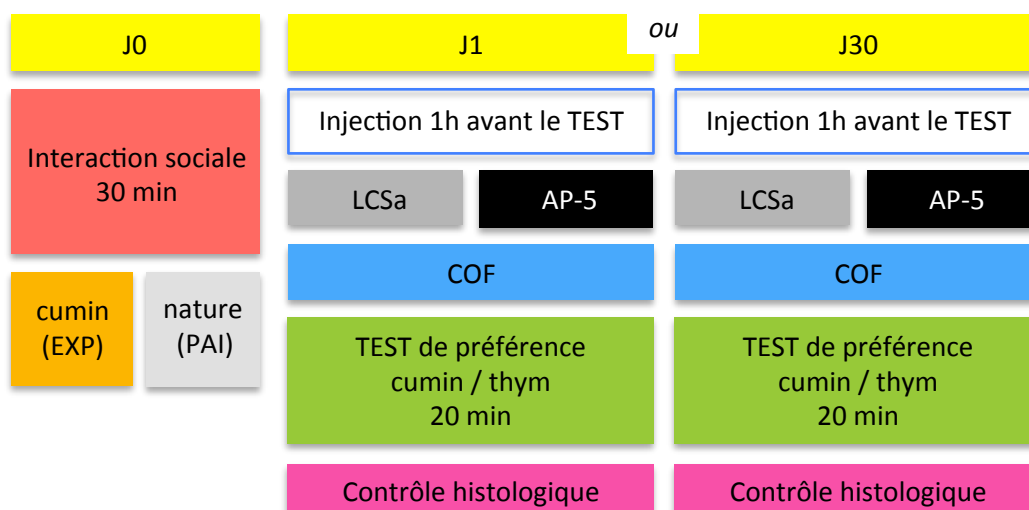 J0
J1
ou
J30
Interaction sociale
30 min
cumin
(EXP)
nature
(PAI)
Injection 1h avant le TEST
LCSa
AP-5
COF
TEST de préférence
cumin / thym
20 min
Contrôle histologique
Injection 1h avant le TEST
LCSa
AP-5
COF
TEST de préférence
cumin / thym
20 min
Contrôle histologique